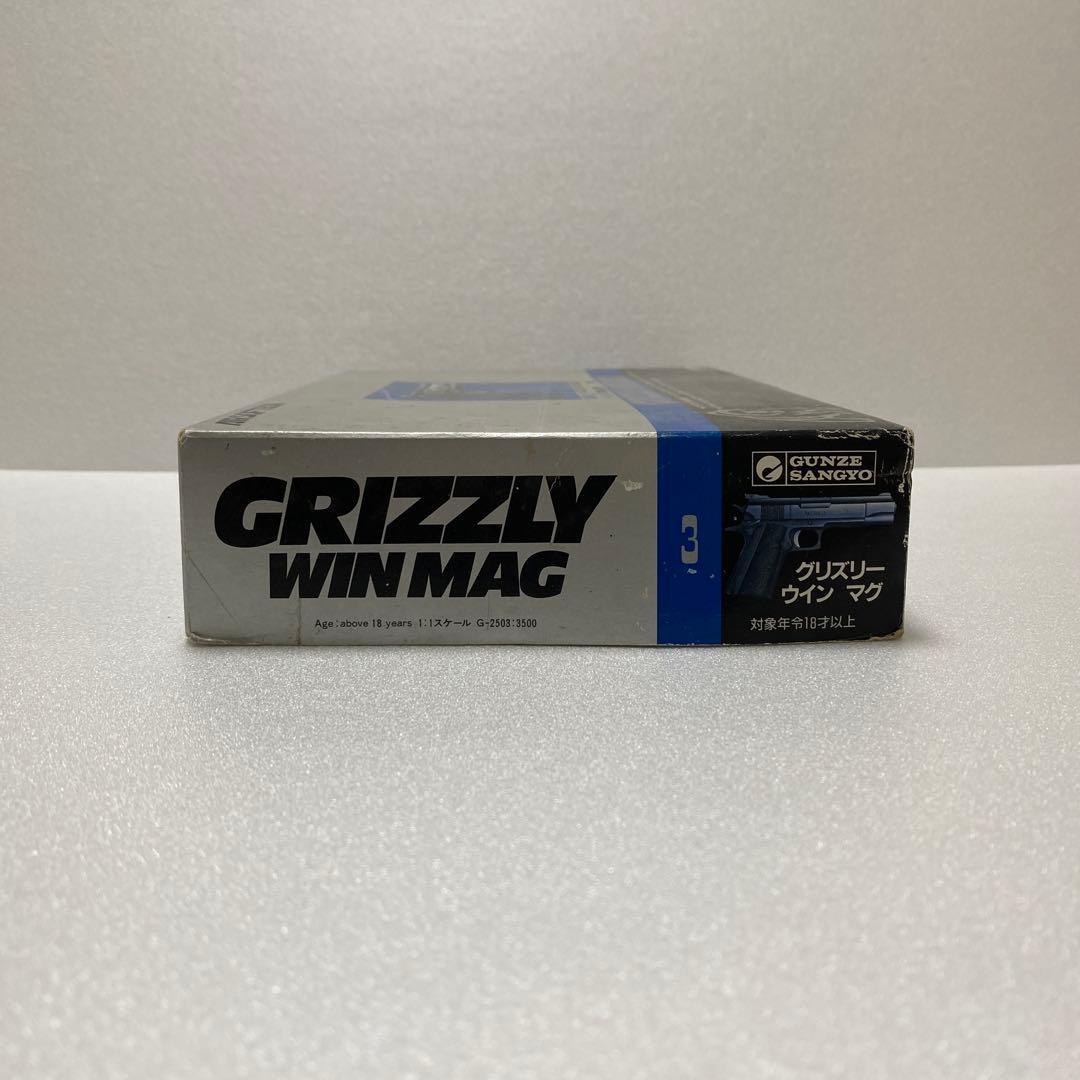 GRIZZLY
WIN MAG
Age:above 18 years 1:1スケール G-2503:3500
3
GUNZE
SANGYO
グリズリー
ウイン マグ
対象年令18才以上